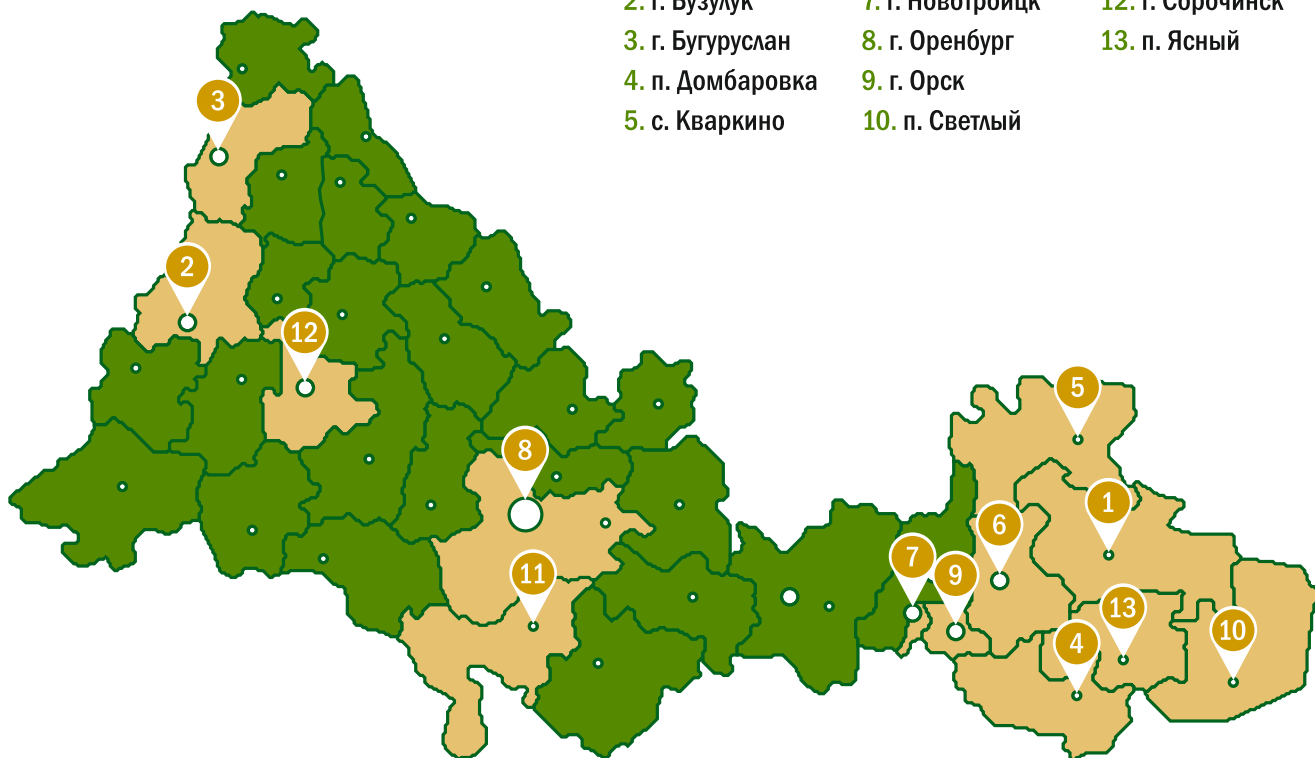 2. г. Бузулук
7. г. Новотроицк
12. г. Сорочинск
3. г. Бугуруслан
8. г. Оренбург
13. п. Ясный
4. п. Домбаровка
9. г. Орск
5. с. Кваркино
10. п. Светлый
3
2
12
5
8
1
6
7
11
9
13
10
4